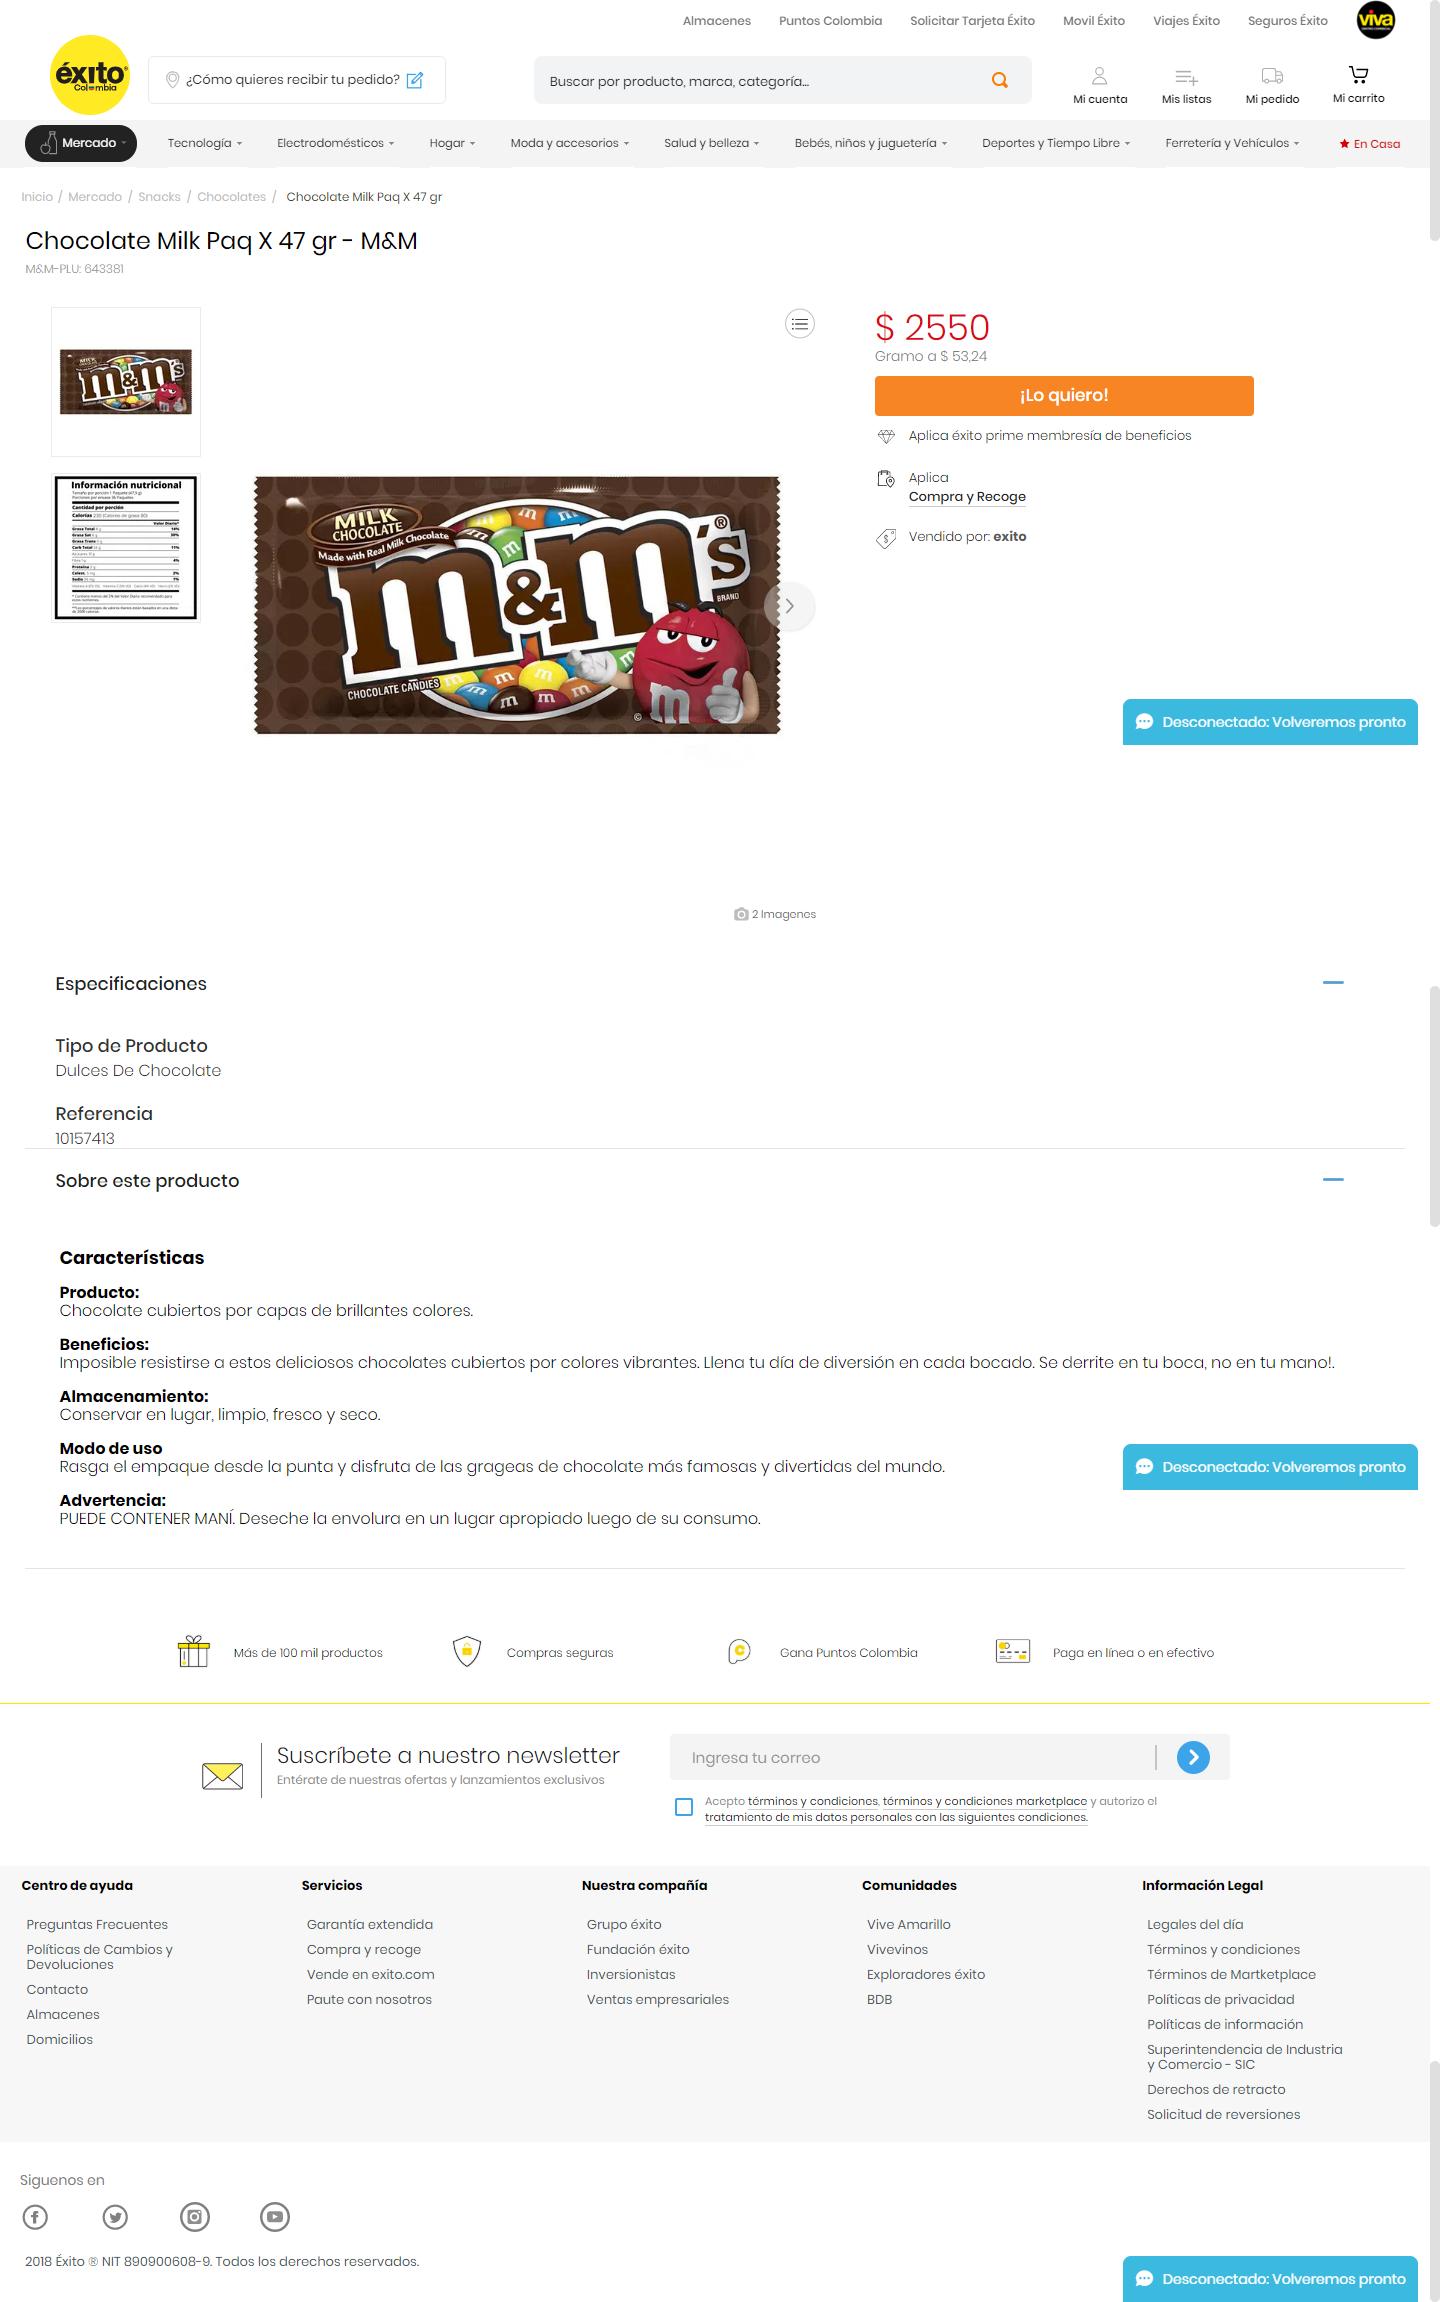 Almacenes Puntos Colombia Solicitar Tarjeta Éxito Movil Éxito Viajes Éxito Seguros Éxito viva
éxito
Colombia
¿Cómo quieres recibir tu pedido?
Buscar por producto, marca, categoría...
Mi cuenta Mis listas Mi pedido Mi carrito
Mercado Tecnología Electrodomésticos Hogar Moda y accesorios Salud y belleza Bebés, niños y juguetería Deportes y Tiempo Libre Ferretería y Vehículos En Casa
Inicio / Mercado / Snacks / Chocolates / Chocolate Milk Paq X 47 gr
Chocolate Milk Paq X 47 gr - M&M
M&M-PLU: 643381
MILK
m&m's
Información nutricional
Cantidad por porción
MILK
CHOCOLATE
Made with Real Milk Chocolate
m&m's®
BRAND
CHOCOLATE CANDIES
©
$ 2550
Gramo a $ 53,24
¡Lo quiero!
Aplica éxito prime membresía de beneficios
Aplica
Compra y Recoge
Vendido por: exito
Desconectado: Volveremos pronto
2 Imagenes
Especificaciones
Tipo de Producto
Dulces De Chocolate
Referencia
10157413
Sobre este producto
Características
Producto:
Chocolate cubiertos por capas de brillantes colores.
Beneficios:
Imposible resistirse a estos deliciosos chocolates cubiertos por colores vibrantes. Llena tu día de diversión en cada bocado. Se derrite en tu boca, no en tu mano!.
Almacenamiento:
Conservar en lugar, limpio, fresco y seco.
Modo de uso
Rasga el empaque desde la punta y disfruta de las grageas de chocolate más famosas y divertidas del mundo.
Desconectado: Volveremos pronto
Advertencia:
PUEDE CONTENER MANÍ. Deseche la envolura en un lugar apropiado luego de su consumo.
Más de 100 mil productos Compras seguras Gana Puntos Colombia Paga en línea o en efectivo
Suscríbete a nuestro newsletter
Entérate de nuestras ofertas y lanzamientos exclusivos
Ingresa tu correo
Acepto términos y condiciones, términos y condiciones marketplace y autorizo el
tratamiento de mis datos personales con las siguientes condiciones.
Centro de ayuda
Preguntas Frecuentes
Políticas de Cambios y
Devoluciones
Contacto
Almacenes
Domicilios
Servicios
Garantía extendida
Compra y recoge
Vende en exito.com
Paute con nosotros
Nuestra compañía
Grupo éxito
Fundación éxito
Inversionistas
Ventas empresariales
Comunidades
Vive Amarillo
Vivevinos
Exploradores éxito
BDB
Información Legal
Legales del día
Términos y condiciones
Términos de Martketplace
Políticas de privacidad
Políticas de información
Superintendencia de Industria
y Comercio - SIC
Derechos de retracto
Solicitud de reversiones
Siguenos en
2018 Éxito ® NIT 890900608-9. Todos los derechos reservados.
Desconectado: Volveremos pronto